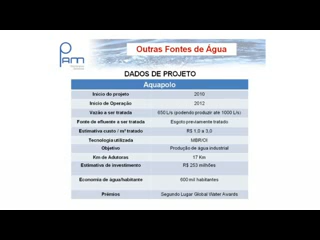 PAM
Outras Fontes de Água
DADOS DE PROJETO
Aquapolo
Início do projeto 2010
Início de Operação 2012
Vazão a ser tratada 650 L/s (podendo produzir até 1000 L/s)
Fonte de efluente a ser tratada Esgoto previamente tratado
Estimativa custo / m³ tratado R$ 1,0 a 3,0
Tecnologia utilizada MBR/OI
Objetivo Produção de água industrial
Km de Adutoras 17 Km
Estimativa de investimento R$ 253 milhões
Economia de água/habitante 600 mil habitantes
Prêmios Segundo Lugar Global Water Awards